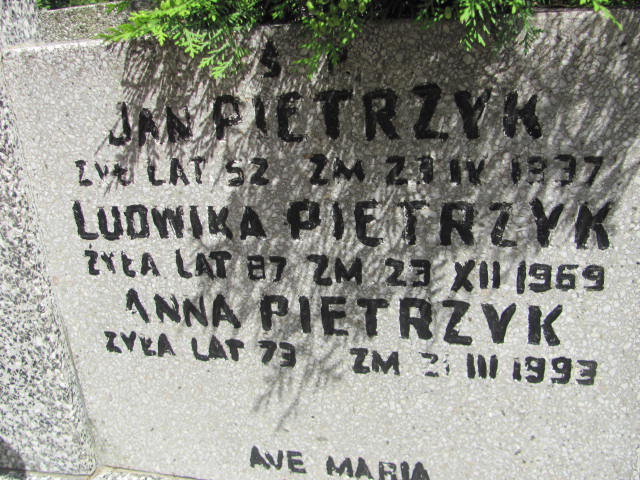 Ś P
JAN PIETRZYK
ŻYŁ LAT 52 ZM 23 IV 1937
LUDWIKA PIETRZYK
ŻYŁA LAT 87 ZM 23 XII 1969
ANNA PIETRZYK
ŻYŁA LAT 73 ZM 21 III 1993
AVE MARIA